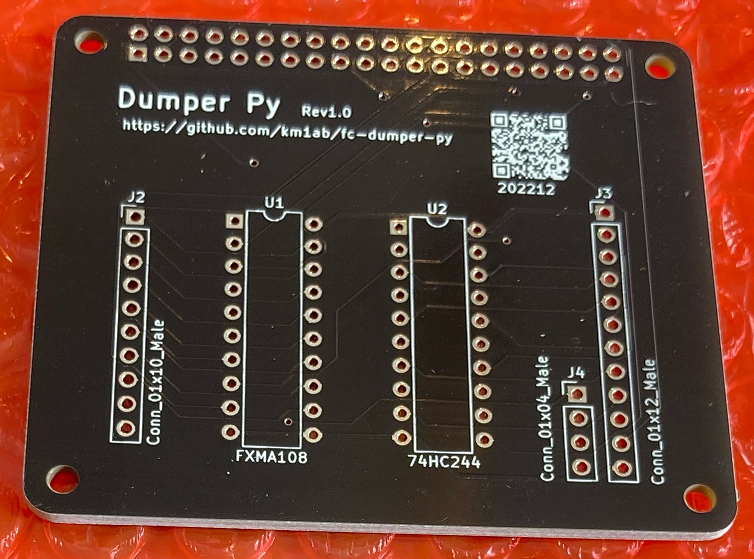 Dumper Py Rev1.0
https://github.com/km1ab/fc-dumper-py
202212
J2
U1
U2
J3
Conn_01x10_Male
J4
Conn_01x04_Male
Conn_01x12_Male
FXMA108
74HC244